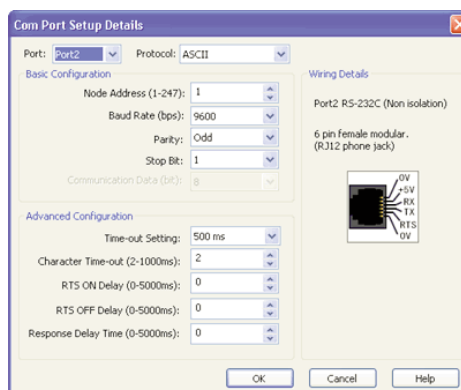 Com Port Setup Details
Port: Port2 Protocol: ASCII
Basic Configuration
Node Address (1-247): 1
Baud Rate (bps): 9600
Parity: Odd
Stop Bit: 1
Communication Data (bit): 8
Advanced Configuration
Time-out Setting: 500 ms
Character Time-out (2-1000ms): 2
RTS ON Delay (0-5000ms): 0
RTS OFF Delay (0-5000ms): 0
Response Delay Time (0-5000ms): 0
Wiring Details
Port2 RS-232C (Non isolation)
6 pin female modular.
(RJ12 phone jack)
0V
+5V
RX
TX
RTS
0V
OK Cancel Help